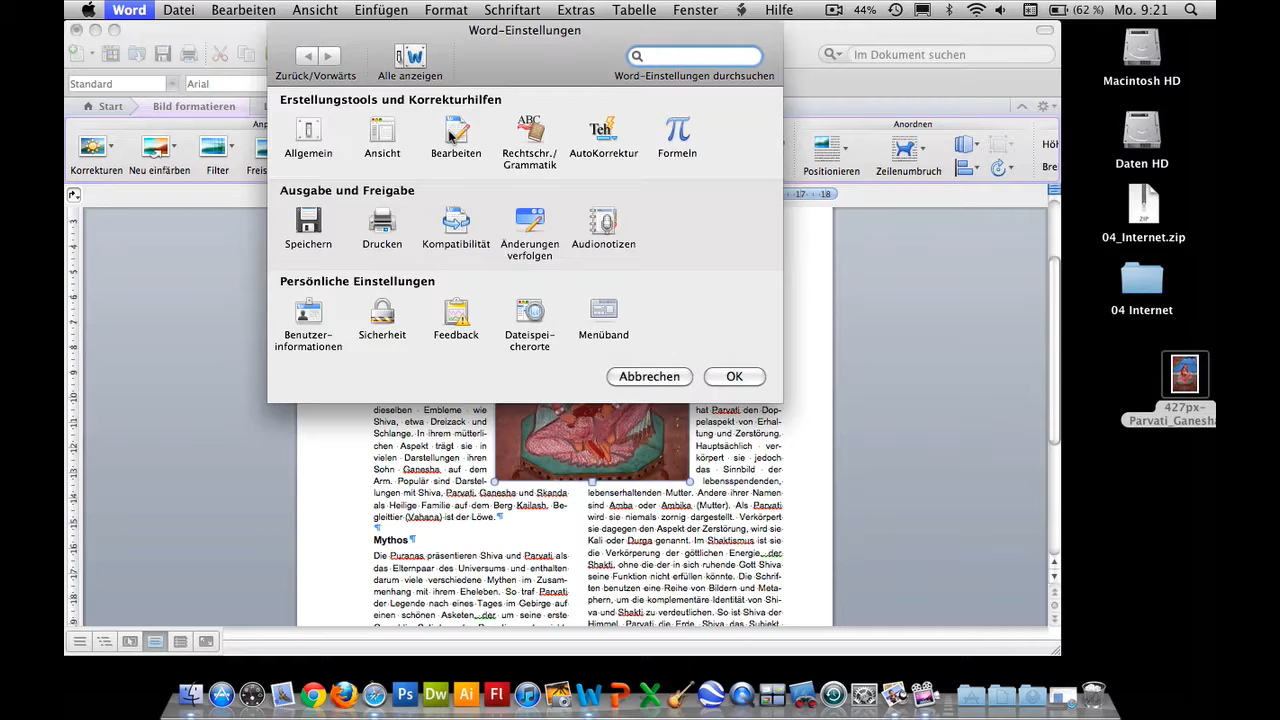 Word Datei Bearbeiten Ansicht Einfügen Format Schriftart Extras Tabelle Fenster Hilfe 44% (62 %) Mo. 9:21
Word-Einstellungen
Zurück/Vorwärts Alle anzeigen Word-Einstellungen durchsuchen
Im Dokument suchen
Standard Arial
Start Bild formatieren
Anordnen
Korrekturen Neu einfärben Filter Freis
Positionieren Zeilenumbruch Höh
Brei
Erstellungstools und Korrekturhilfen
Allgemein Ansicht Bearbeiten Rechtschr./ AutoKorrektur Formeln
Grammatik
Ausgabe und Freigabe
Speichern Drucken Kompatibilität Änderungen Audionotizen
verfolgen
Persönliche Einstellungen
Benutzer- Sicherheit Feedback Dateispei- Menüband
informationen cherorte
Abbrechen OK
17 18
Macintosh HD
Daten HD
ZIP
04_Internet.zip
04 Internet
427px-
Parvati_Ganesha
dieselben Embleme wie
Shiva, etwa Dreizack und
Schlange. In ihrem mütterli-
chen Aspekt trägt sie in
vielen Darstellungen ihren
Sohn Ganesha auf dem
Arm. Populär sind Darstel-
lungen mit Shiva, Parvati, Ganesha und Skanda
als Heilige Familie auf dem Berg Kailash, Be-
gleittier (Vahana) ist der Löwe.¶
¶
Mythos¶
Die Puranas präsentieren Shiva und Parvati als
das Elternpaar des Universums und enthalten
darum viele verschiedene Mythen im Zusam-
menhang mit ihrem Eheleben. So traf Parvati
der Legende nach eines Tages im Gebirge auf
einen schönen Asketen, der um seine erste
hat Parvati den Dop-
pelaspekt von Erhal-
tung und Zerstörung.
Hauptsächlich ver-
körpert sie jedoch
das Sinnbild der
lebensspendenden,
lebenserhaltenden Mutter. Andere ihrer Namen
sind Amba oder Ambika (Mutter). Als Parvati
wird sie niemals zornig dargestellt. Verkörpert
sie dagegen den Aspekt der Zerstörung, wird sie
Kali oder Durga genannt. Im Shaktismus ist sie
die Verkörperung der göttlichen Energie, der
Shakti, ohne die der in sich ruhende Gott Shiva
seine Funktion nicht erfüllen könnte. Die Schrif-
ten benutzen eine Reihe von Bildern und Meta-
phern, um die komplementäre Identität von Shi-
va und Shakti zu verdeutlichen. So ist Shiva der
Himmel, Parvati die Erde, Shiva das Subjekt
Ps Dw Ai Fl